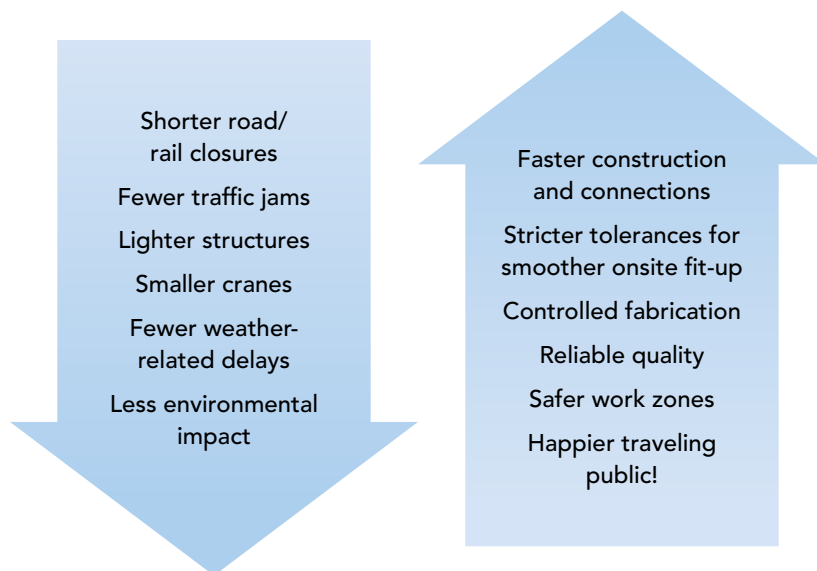 Shorter road/
rail closures
Fewer traffic jams
Lighter structures
Smaller cranes
Fewer weather-
related delays
Less environmental
impact
Faster construction
and connections
Stricter tolerances for
smoother onsite fit-up
Controlled fabrication
Reliable quality
Safer work zones
Happier traveling
public!